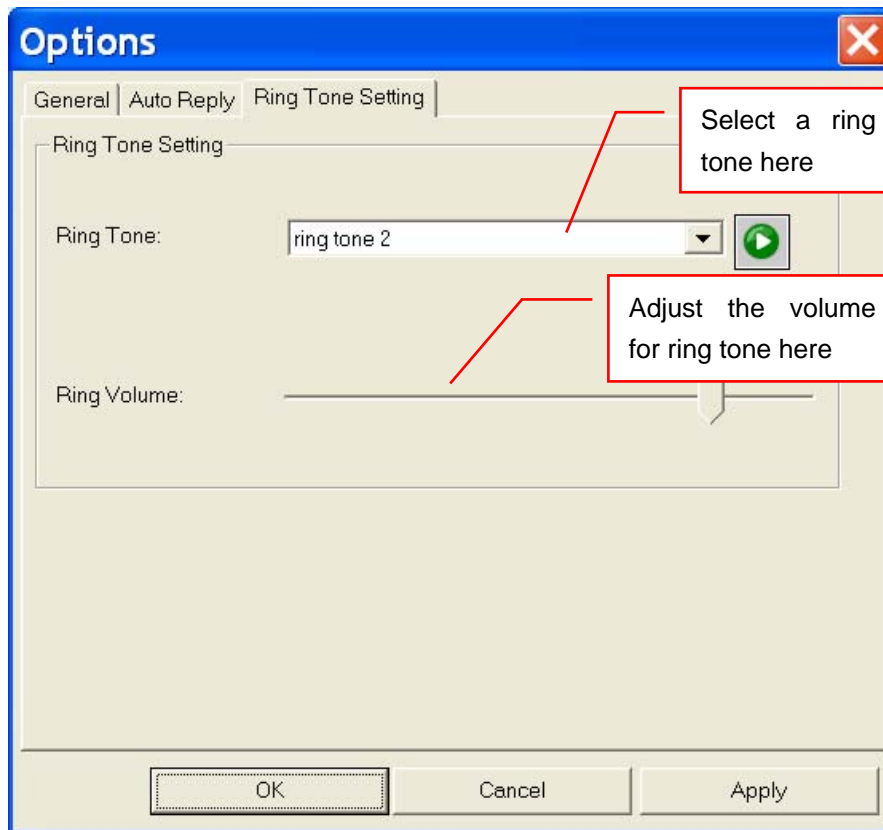 Options
General Auto Reply Ring Tone Setting
Select a ring
tone here
Ring Tone Setting
Ring Tone: ring tone 2
Adjust the volume
for ring tone here
Ring Volume:
OK Cancel Apply